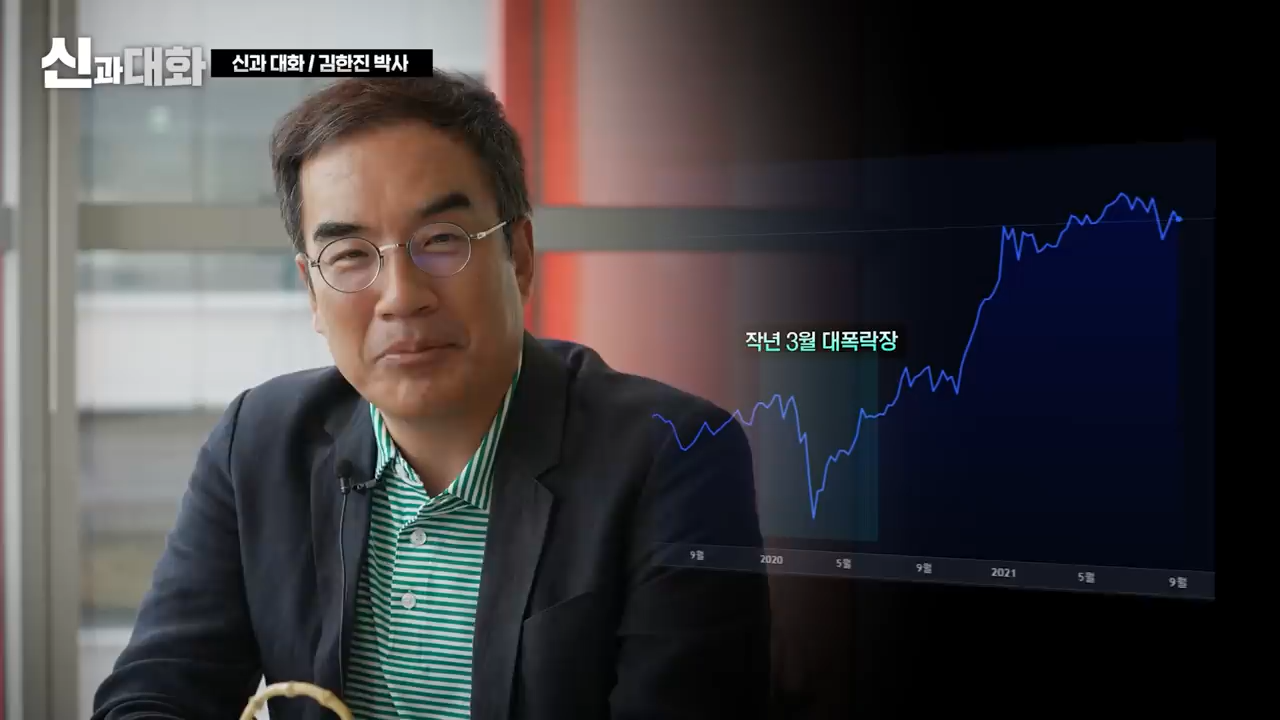 신과대화
신과 대화 / 김한진 박사
작년 3월 대폭락장
9월
2020
5월
9월
2021
5월
9월